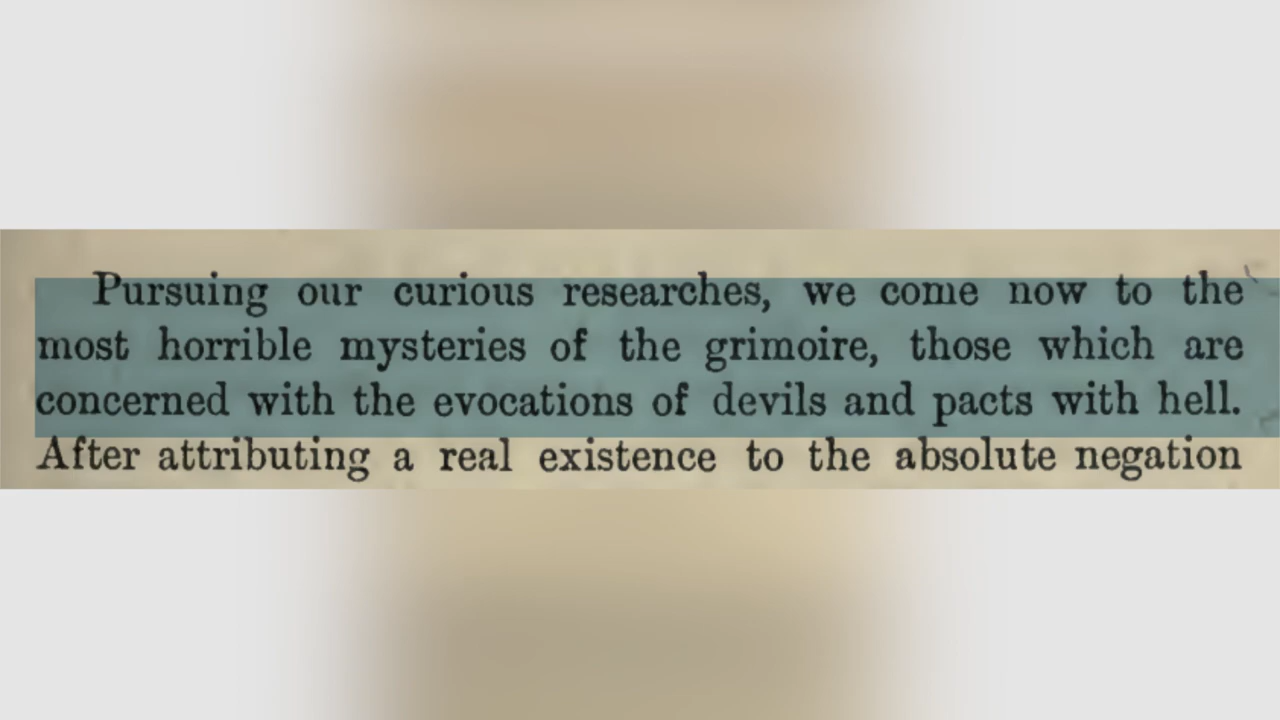 Pursuing our curious researches, we come now to the
most horrible mysteries of the grimoire, those which are
concerned with the evocations of devils and pacts with hell.
After attributing a real existence to the absolute negation